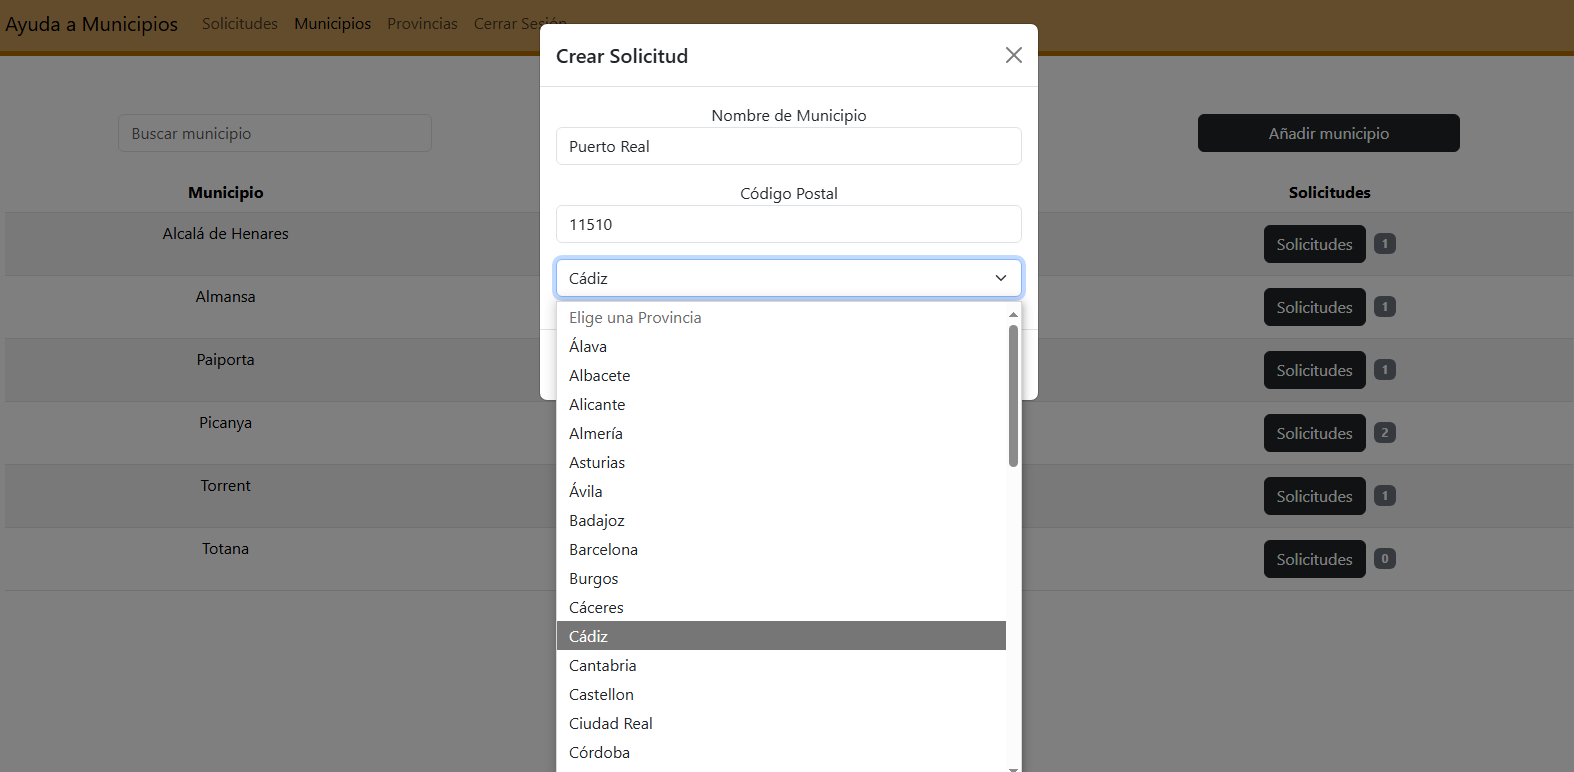 Ayuda a Municipios Solicitudes Municipios Provincias Cerrar Sesión
Crear Solicitud
Nombre de Municipio
Buscar municipio
Puerto Real
Añadir municipio
Municipio
Código Postal
Solicitudes
11510
Alcalá de Henares
Solicitudes 1
Cádiz
Almansa
Solicitudes 1
Paiporta
Solicitudes 1
Picanya
Solicitudes 2
Torrent
Solicitudes 1
Totana
Solicitudes 0
Elige una Provincia
Álava
Albacete
Alicante
Almería
Asturias
Ávila
Badajoz
Barcelona
Burgos
Cáceres
Cádiz
Cantabria
Castellon
Ciudad Real
Córdoba